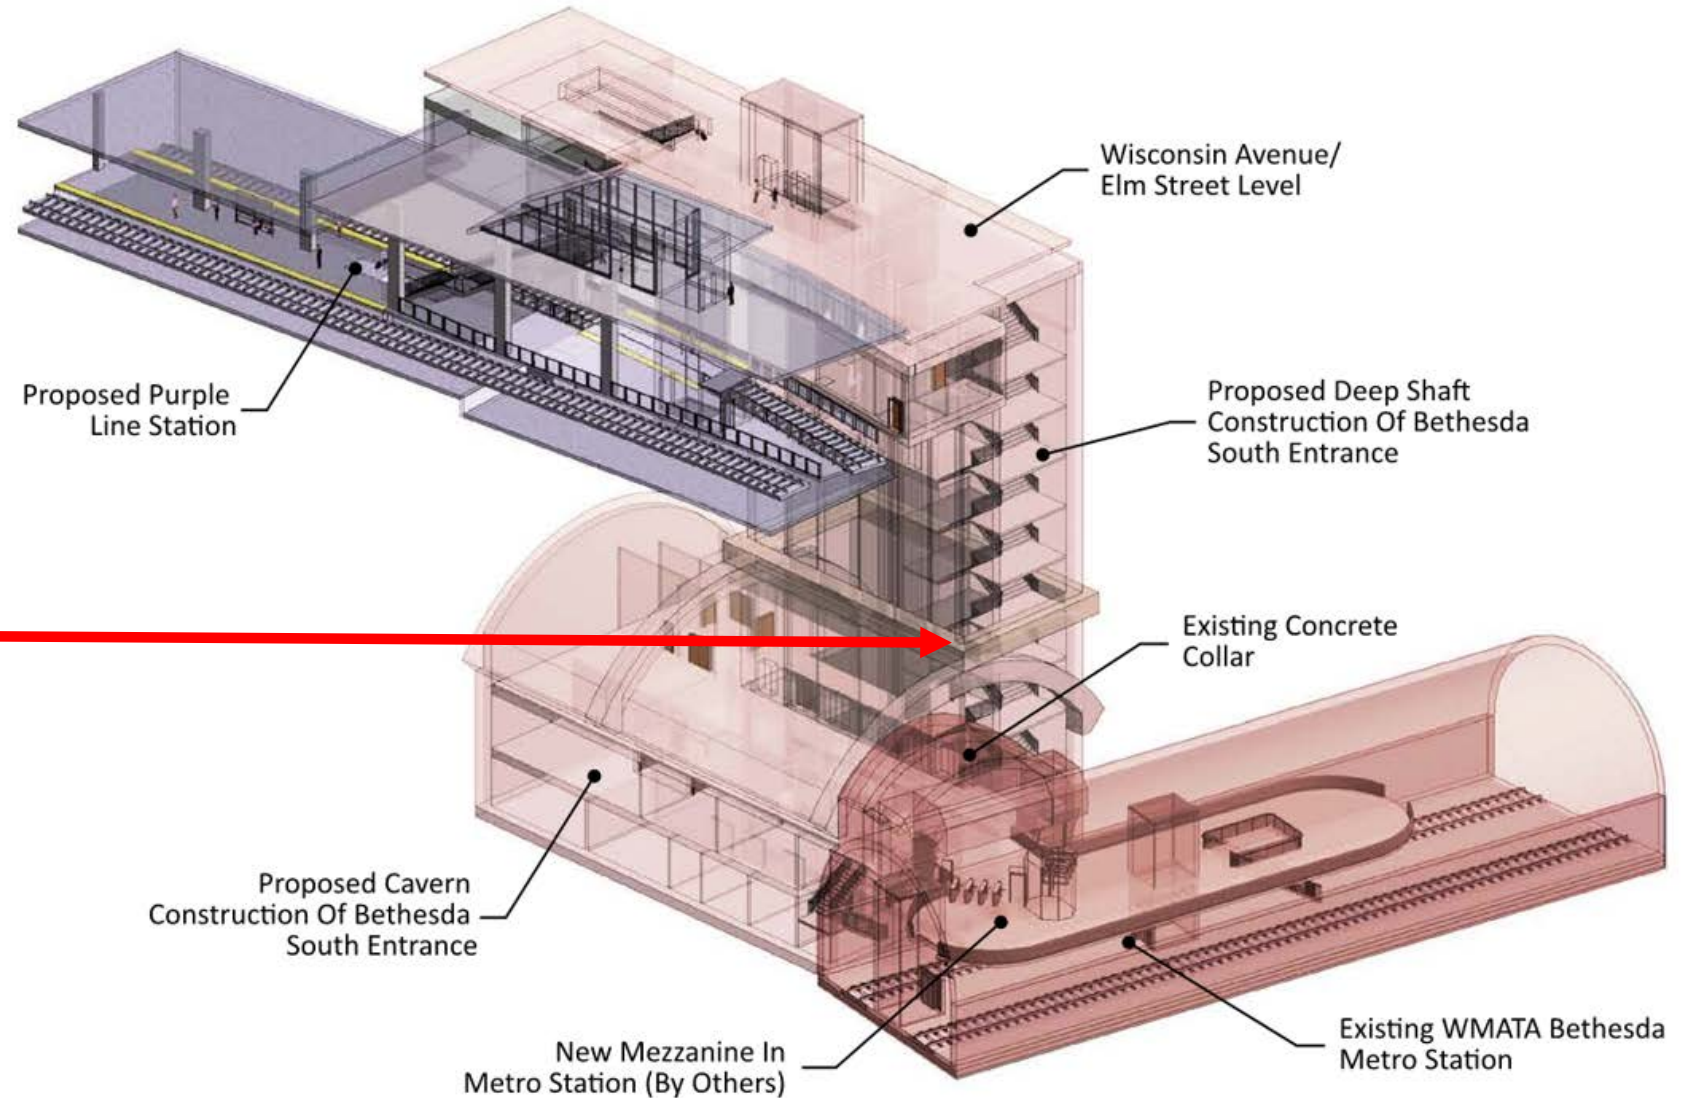 Wisconsin Avenue/
Elm Street Level
Proposed Purple
Line Station
Proposed Deep Shaft
Construction Of Bethesda
South Entrance
Existing Concrete
Collar
Proposed Cavern
Construction Of Bethesda
South Entrance
New Mezzanine In
Metro Station (By Others)
Existing WMATA Bethesda
Metro Station